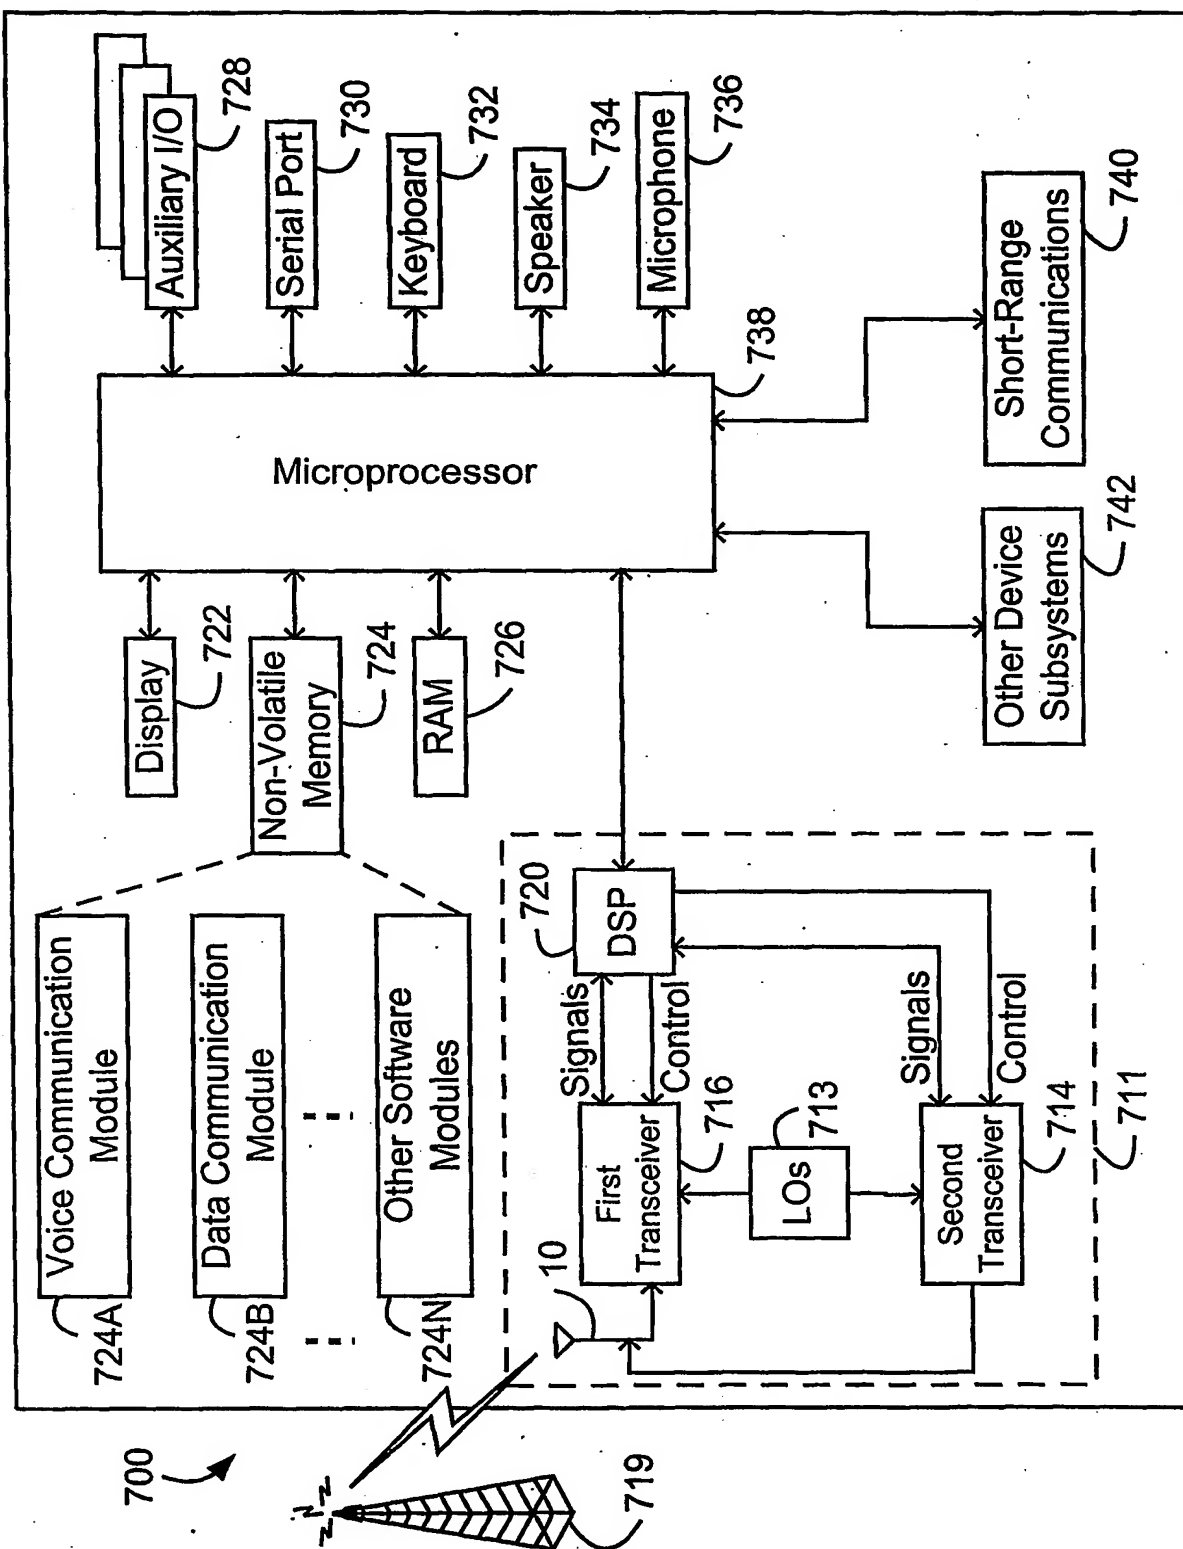 700
719
Voice Communication
Module
724A
Data Communication
Module
724B
Other Software
Modules
724N
Display
722
Non-Volatile
Memory
724
RAM
726
Microprocessor
738
Auxiliary I/O
728
Serial Port
730
Keyboard
732
Speaker
734
Microphone
736
10
First
Transceiver
716
Signals
Control
DSP
720
LOs
713
Second
Transceiver
714
Signals
Control
711
Other Device
Subsystems
742
Short-Range
Communications
740